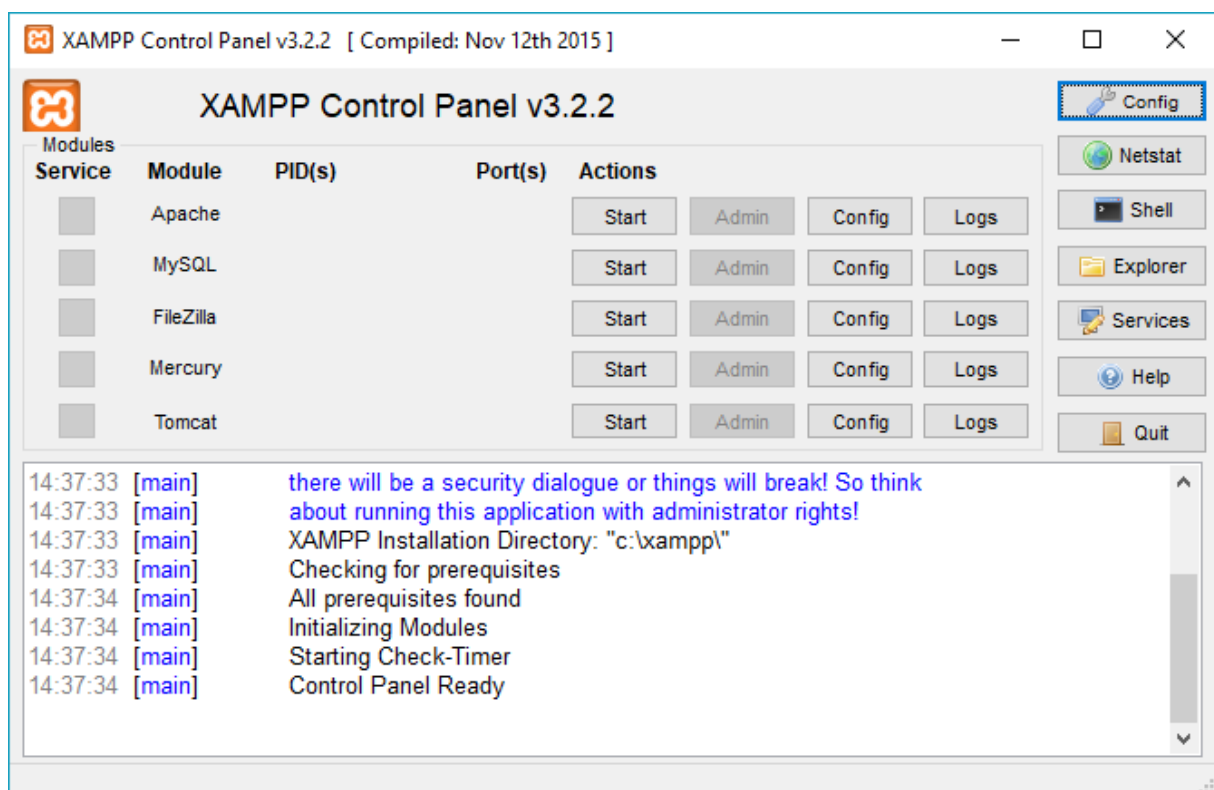 XAMPP Control Panel v3.2.2 [ Compiled: Nov 12th 2015 ]
XAMPP Control Panel v3.2.2
Config
Modules
Netstat
Service Module PID(s) Port(s) Actions
Shell
Apache Start Admin Config Logs
MySQL Start Admin Config Logs
Explorer
FileZilla Start Admin Config Logs
Services
Mercury Start Admin Config Logs
Help
Tomcat Start Admin Config Logs
Quit
14:37:33 [main] there will be a security dialogue or things will break! So think
14:37:33 [main] about running this application with administrator rights!
14:37:33 [main] XAMPP Installation Directory: "c:\xampp\"
14:37:33 [main] Checking for prerequisites
14:37:34 [main] All prerequisites found
14:37:34 [main] Initializing Modules
14:37:34 [main] Starting Check-Timer
14:37:34 [main] Control Panel Ready